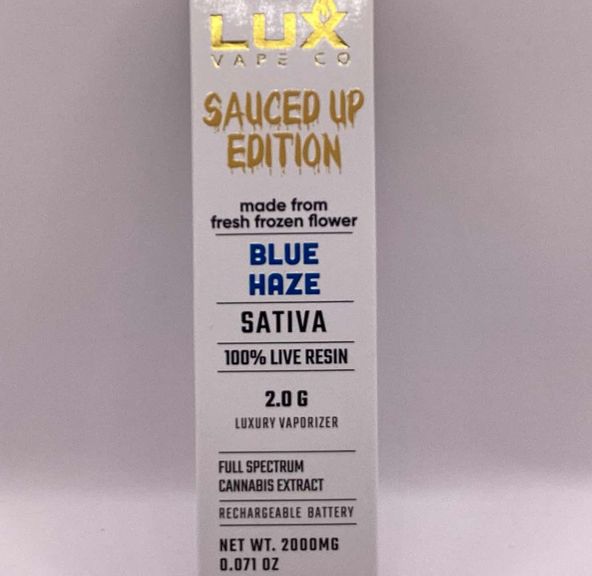 LUX
VAPE CO
SAUCED UP
EDITION
made from
fresh frozen flower
BLUE
HAZE
SATIVA
100% LIVE RESIN
2.0 G
LUXURY VAPORIZER
FULL SPECTRUM
CANNABIS EXTRACT
RECHARGEABLE BATTERY
NET WT. 2000MG
0.071 OZ